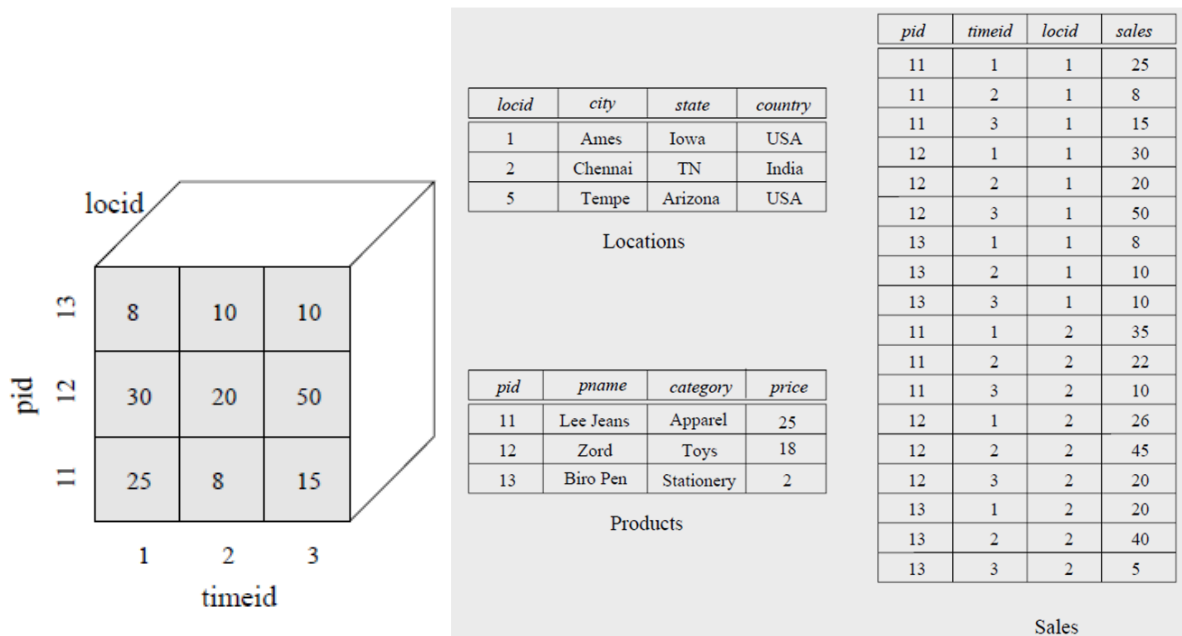 locid
13 8 10 10
pid 12 30 20 50
11 25 8 15
1 2 3
timeid
locid city state country
1 Ames Iowa USA
2 Chennai TN India
5 Tempe Arizona USA
Locations
pid pname category price
11 Lee Jeans Apparel 25
12 Zord Toys 18
13 Biro Pen Stationery 2
Products
pid timeid locid sales
11 1 1 25
11 2 1 8
11 3 1 15
12 1 1 30
12 2 1 20
12 3 1 50
13 1 1 8
13 2 1 10
13 3 1 10
11 1 2 35
11 2 2 22
11 3 2 10
12 1 2 26
12 2 2 45
12 3 2 20
13 1 2 20
13 2 2 40
13 3 2 5
Sales